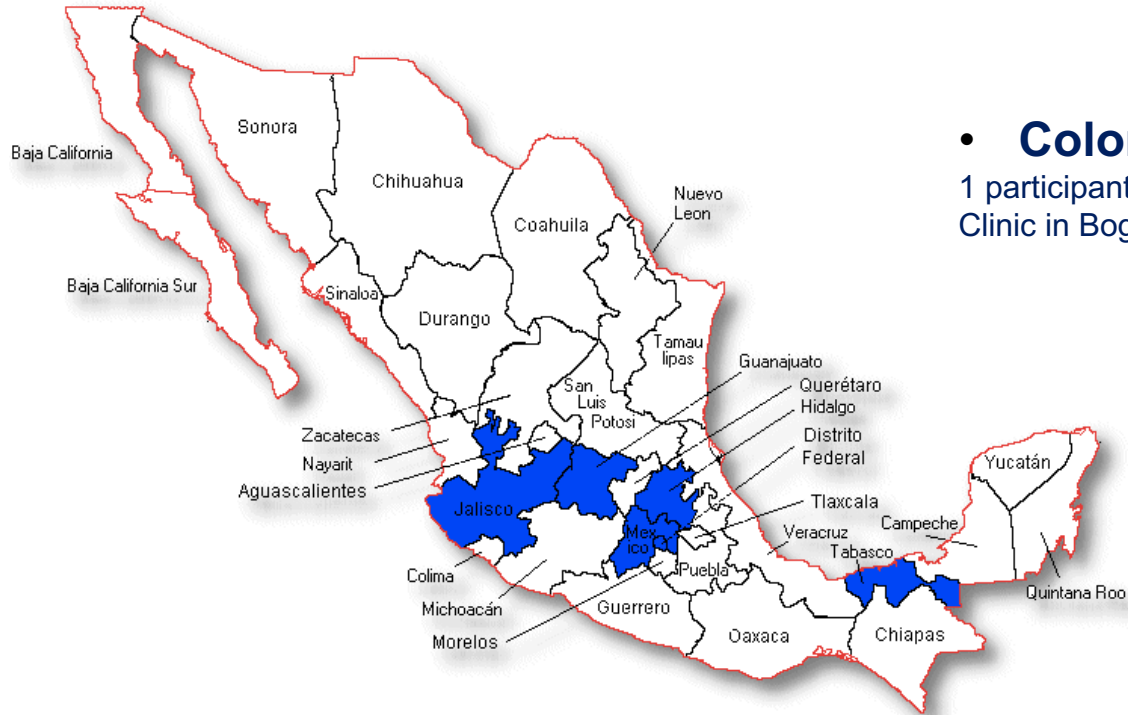 Sonora
Baja California
Chihuahua
Nuevo
Leon
Coahuila
Baja California Sur
Sinaloa
Durango
Tamau
lipas
Guanajuato
San
Luis
Potosi
Querétaro
Hidalgo
Zacatecas
Distrito
Federal
Nayarit
Yucatán
Aguascalientes
Tlaxcala
Jalisco
Campeche
Veracruz
Mex
ico
Tabasco
Puebla
Colima
Quintana Roo
Michoacán
Guerrero
Morelos
Oaxaca
Chiapas
• Color
1 participant
Clinic in Bog